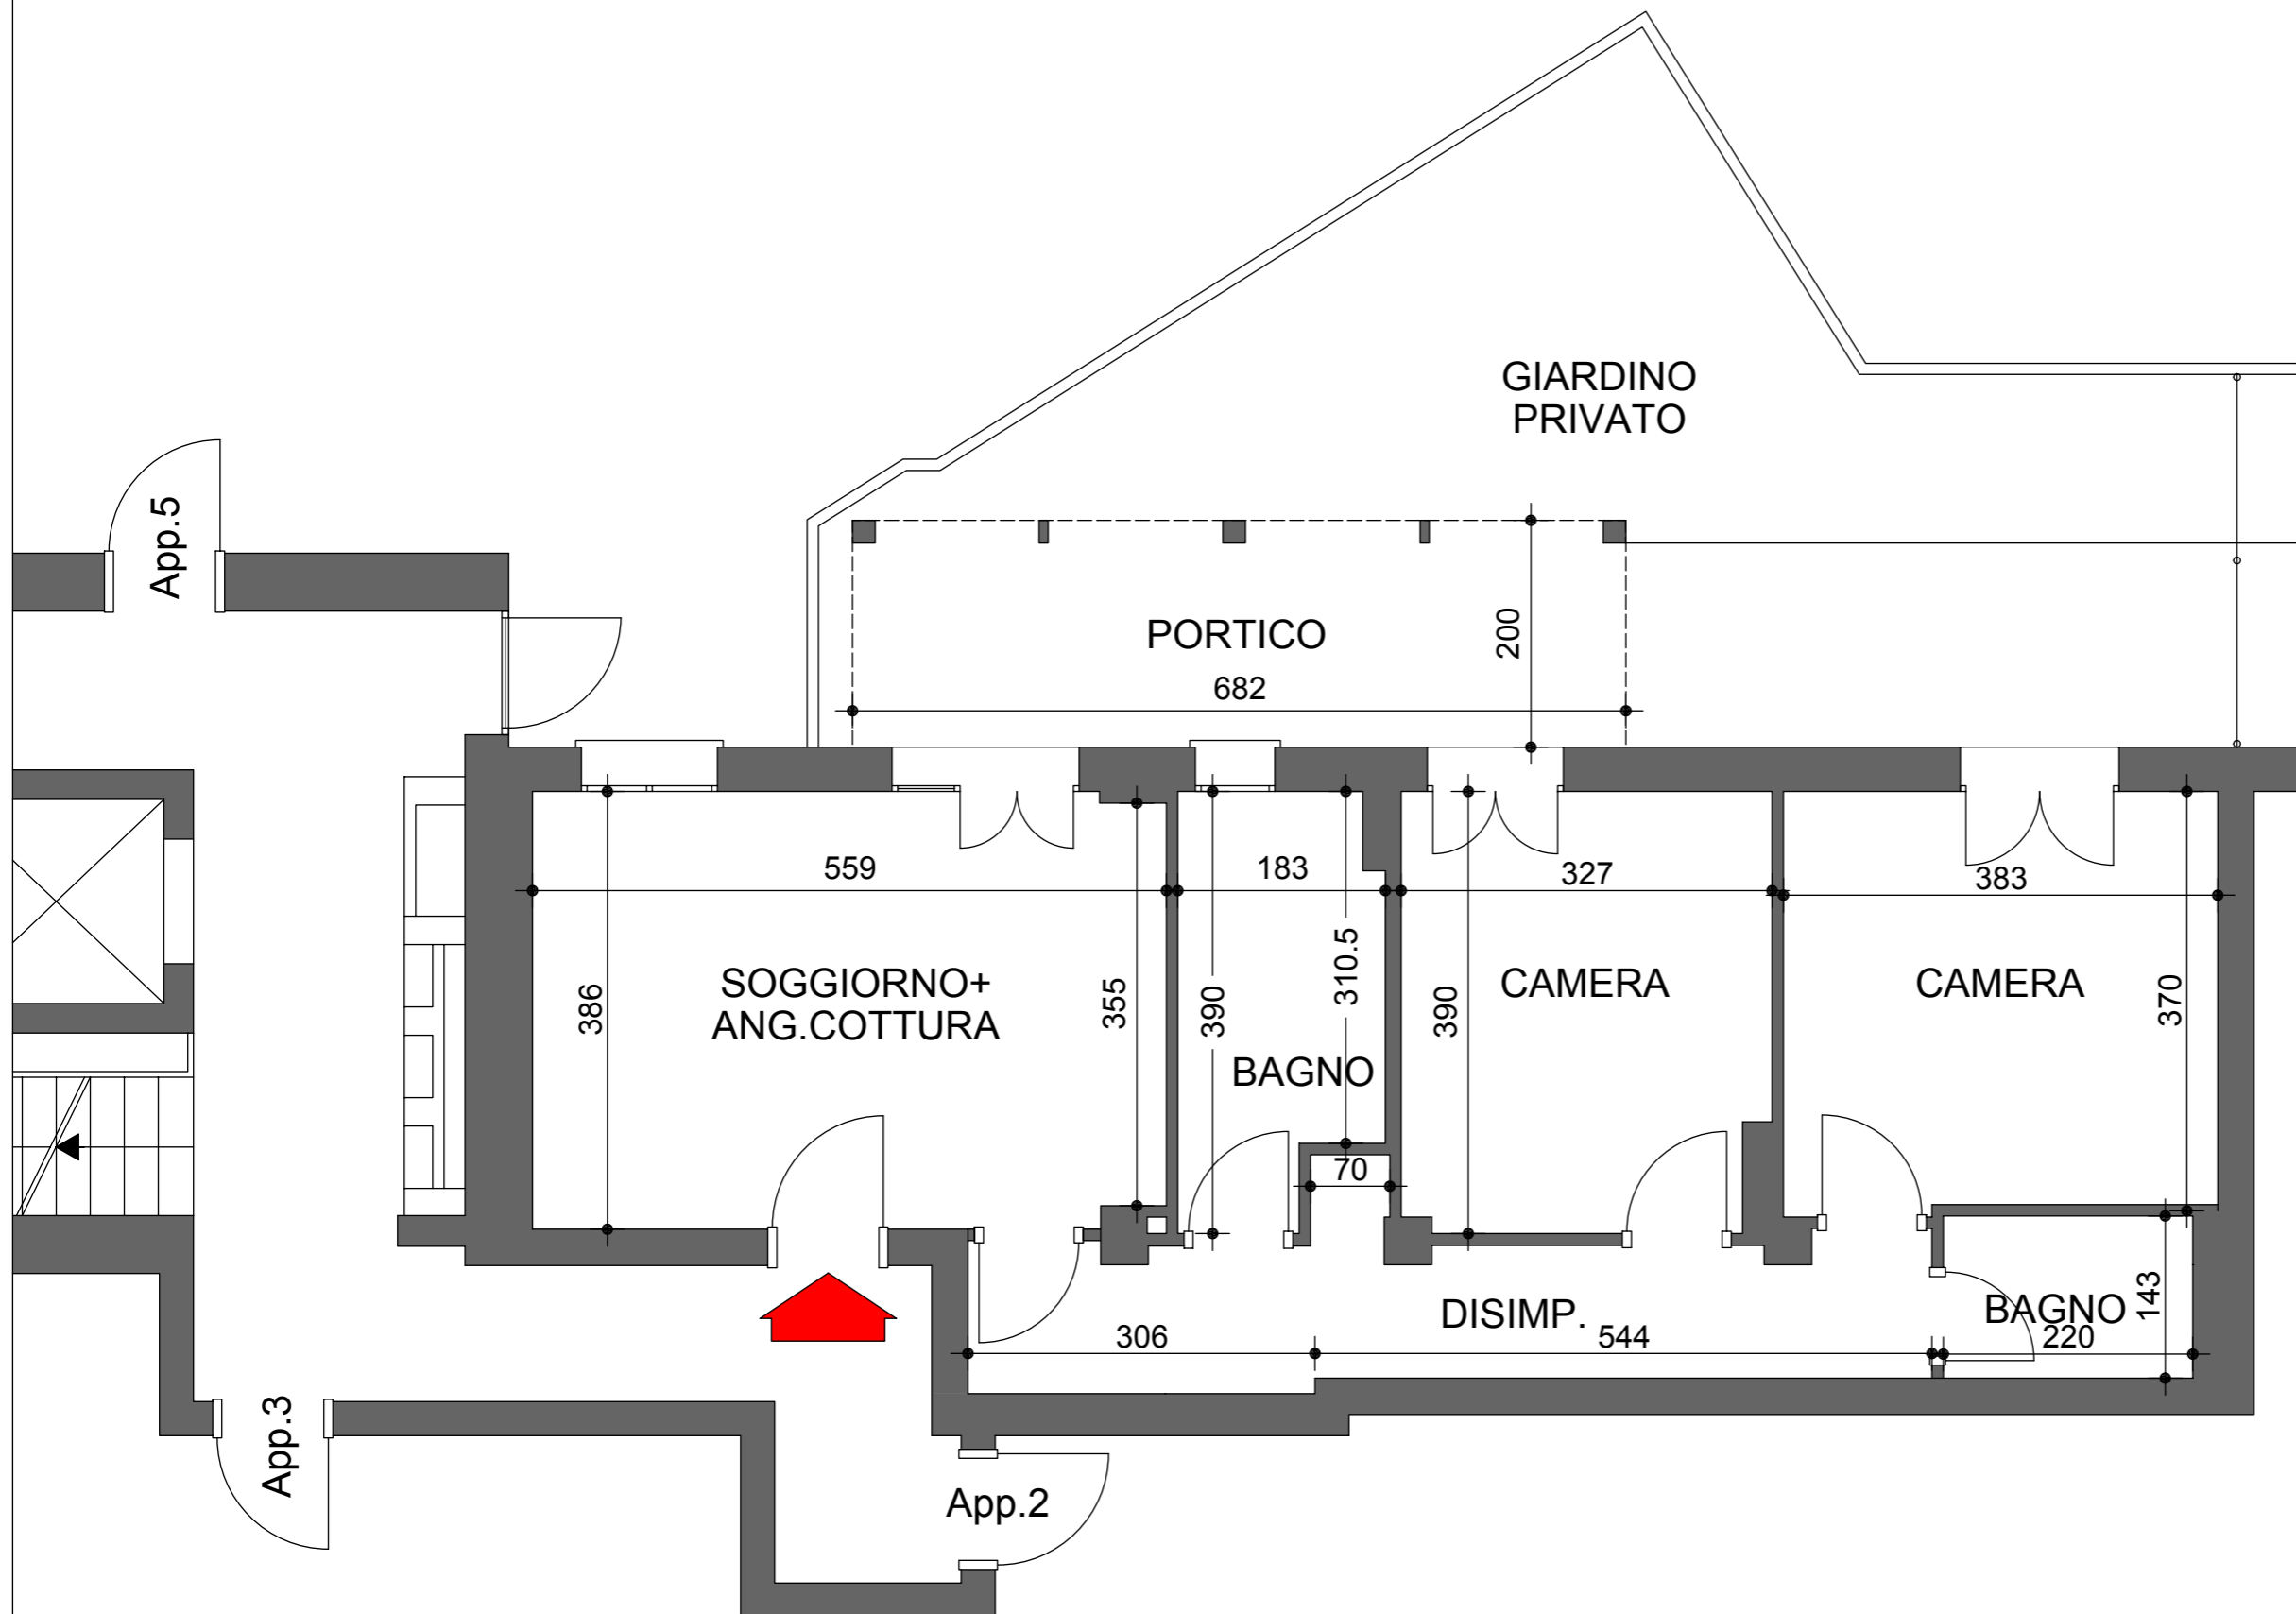 GIARDINO
PRIVATO
App.5
PORTICO
200
682
559
183
327
383
386
SOGGIORNO+
ANG.COTTURA
355
390
310.5
BAGNO
390
CAMERA
CAMERA
370
70
DISIMP.
306
544
BAGNO
143
220
App.3
App.2